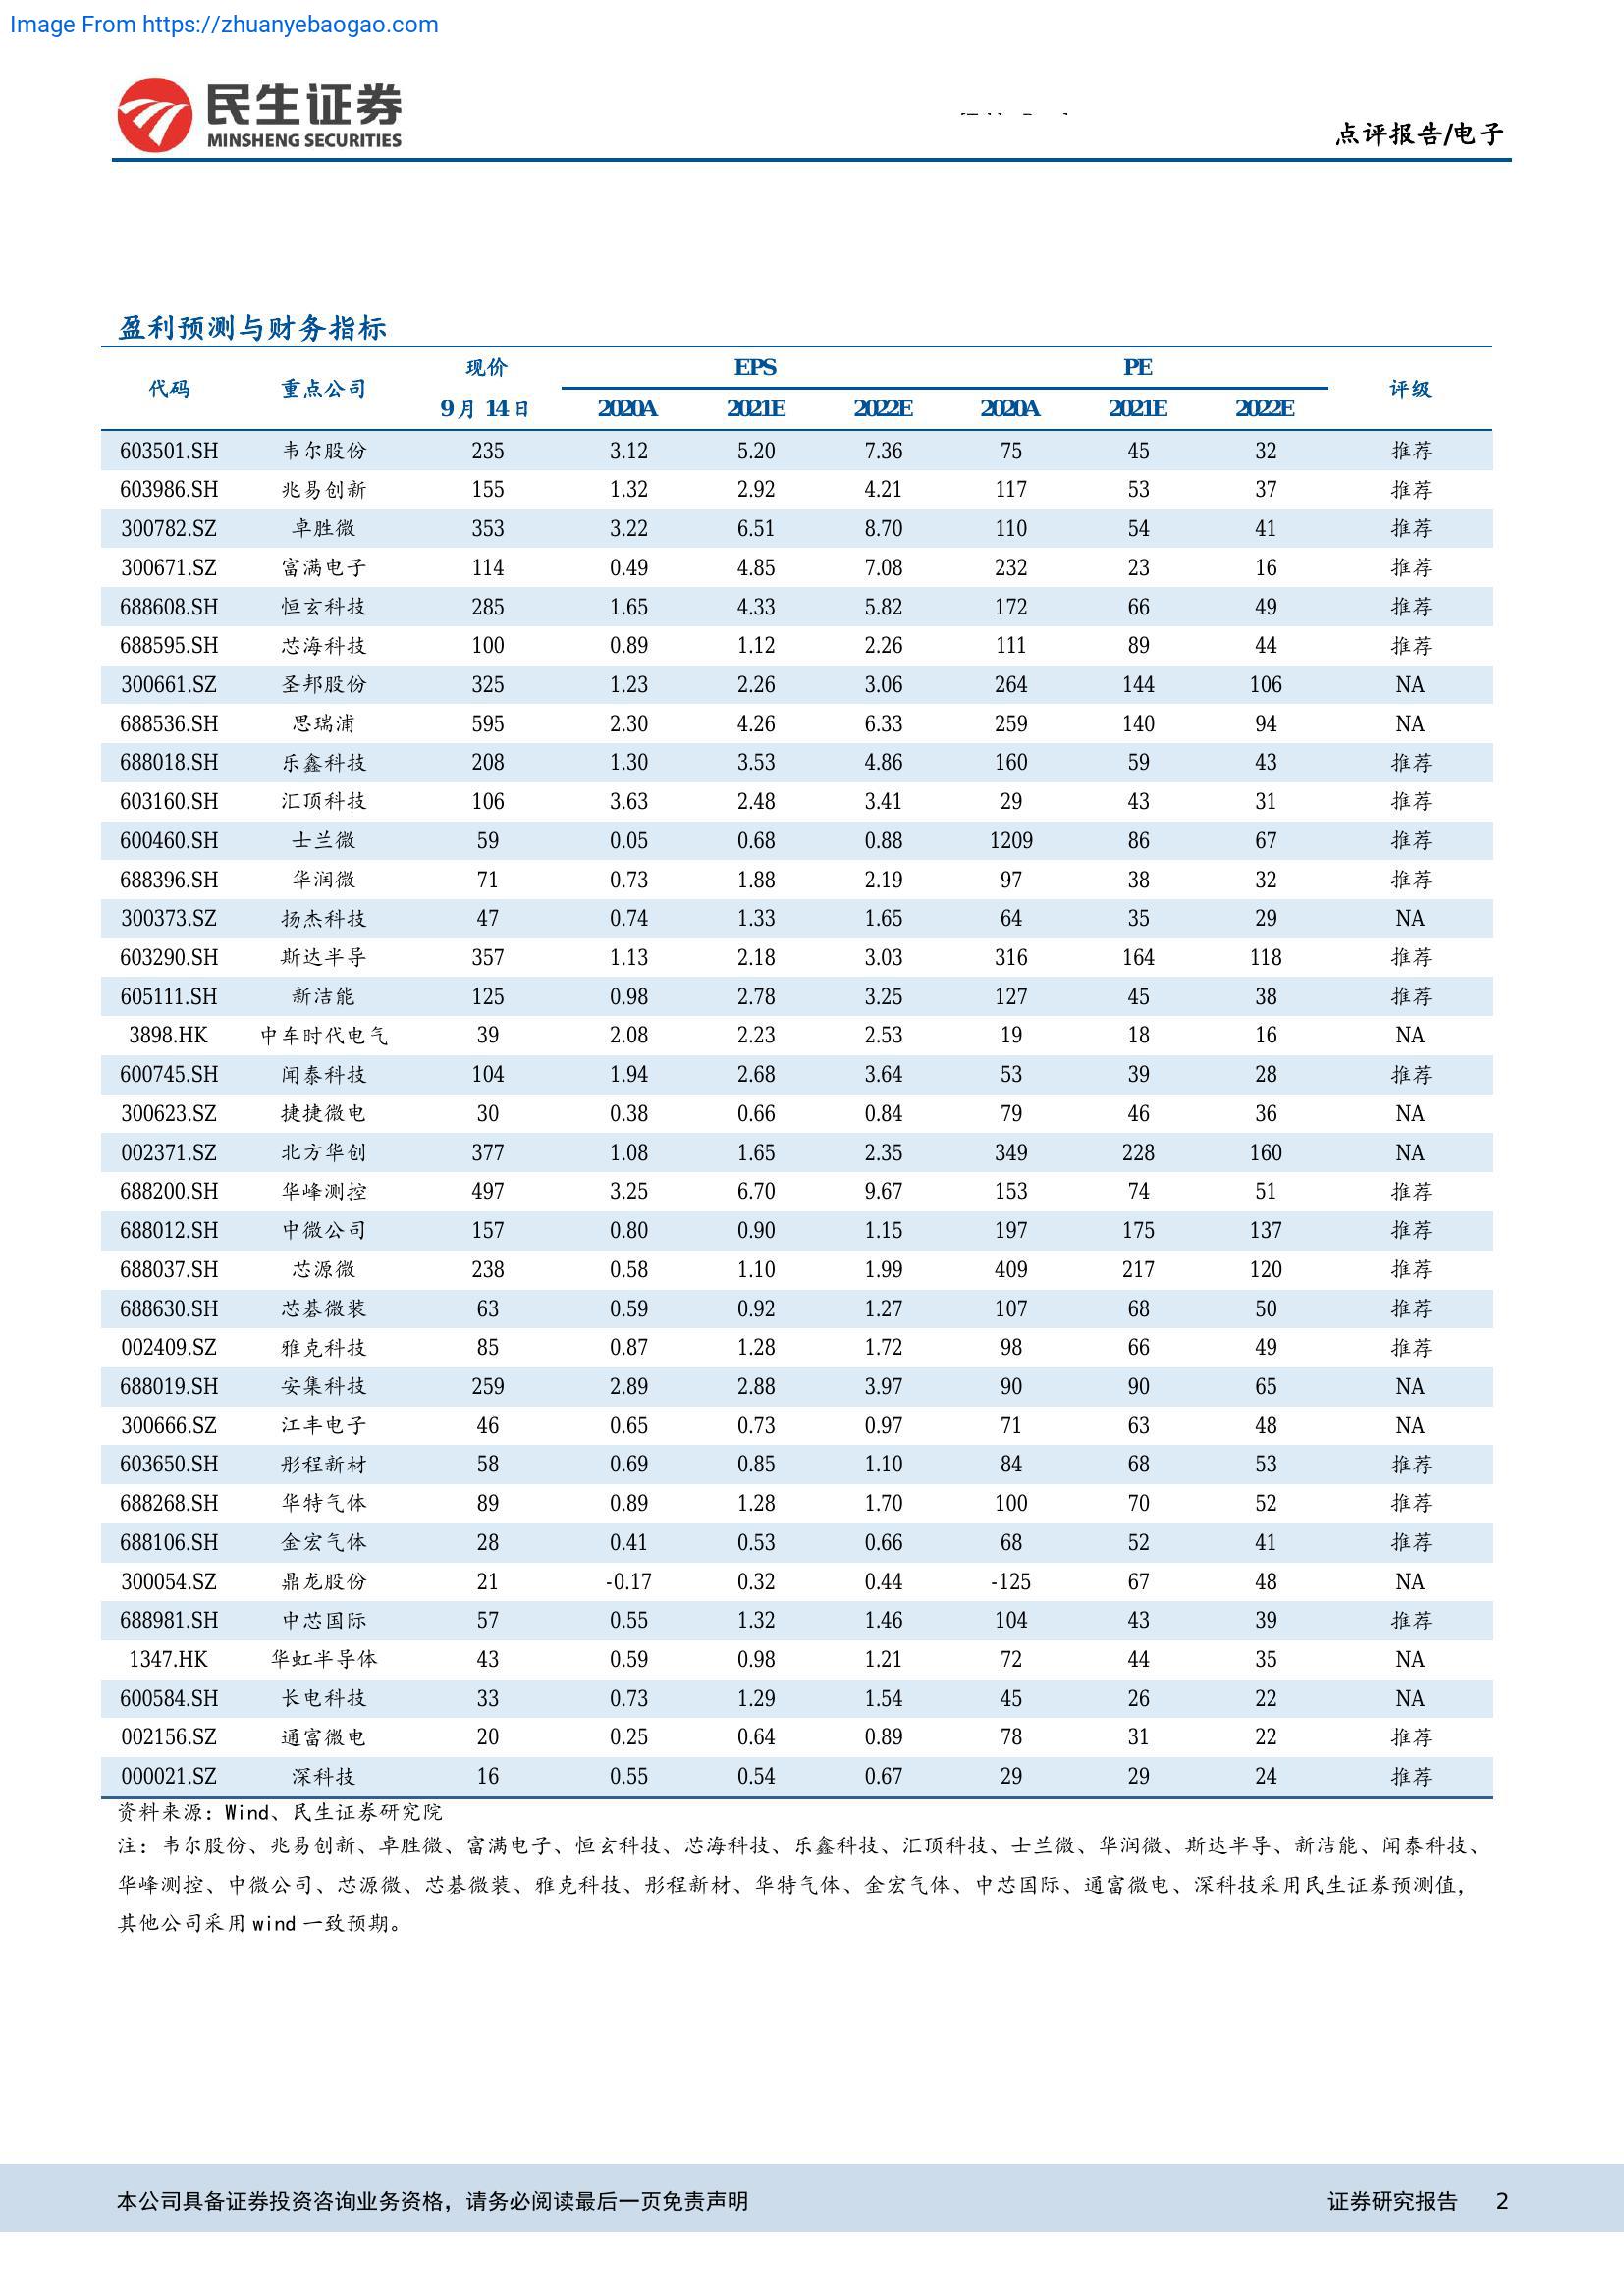 Image From https://zhuanyebaogao.com
民生证券
MINSHENG SECURITIES
点评报告/电子
盈利预测与财务指标
代码 重点公司 现价 EPS PE 评级
9月14日 2020A 2021E 2022E 2020A 2021E 2022E
603501.SH 韦尔股份 235 3.12 5.20 7.36 75 45 32 推荐
603986.SH 兆易创新 155 1.32 2.92 4.21 117 53 37 推荐
300782.SZ 卓胜微 353 3.22 6.51 8.70 110 54 41 推荐
300671.SZ 富满电子 114 0.49 4.85 7.08 232 23 16 推荐
688608.SH 恒玄科技 285 1.65 4.33 5.82 172 66 49 推荐
688595.SH 芯海科技 100 0.89 1.12 2.26 111 89 44 推荐
300661.SZ 圣邦股份 325 1.23 2.26 3.06 264 144 106 NA
688536.SH 思瑞浦 595 2.30 4.26 6.33 259 140 94 NA
688018.SH 乐鑫科技 208 1.30 3.53 4.86 160 59 43 推荐
603160.SH 汇顶科技 106 3.63 2.48 3.41 29 43 31 推荐
600460.SH 士兰微 59 0.05 0.68 0.88 1209 86 67 推荐
688396.SH 华润微 71 0.73 1.88 2.19 97 38 32 推荐
300373.SZ 扬杰科技 47 0.74 1.33 1.65 64 35 29 NA
603290.SH 斯达半导 357 1.13 2.18 3.03 316 164 118 推荐
605111.SH 新洁能 125 0.98 2.78 3.25 127 45 38 推荐
3898.HK 中车时代电气 39 2.08 2.23 2.53 19 18 16 NA
600745.SH 闻泰科技 104 1.94 2.68 3.64 53 39 28 推荐
300623.SZ 捷捷微电 30 0.38 0.66 0.84 79 46 36 NA
002371.SZ 北方华创 377 1.08 1.65 2.35 349 228 160 NA
688200.SH 华峰测控 497 3.25 6.70 9.67 153 74 51 推荐
688012.SH 中微公司 157 0.80 0.90 1.15 197 175 137 推荐
688037.SH 芯源微 238 0.58 1.10 1.99 409 217 120 推荐
688630.SH 芯碁微装 63 0.59 0.92 1.27 107 68 50 推荐
002409.SZ 雅克科技 85 0.87 1.28 1.72 98 66 49 推荐
688019.SH 安集科技 259 2.89 2.88 3.97 90 90 65 NA
300666.SZ 江丰电子 46 0.65 0.73 0.97 71 63 48 NA
603650.SH 彤程新材 58 0.69 0.85 1.10 84 68 53 推荐
688268.SH 华特气体 89 0.89 1.28 1.70 100 70 52 推荐
688106.SH 金宏气体 28 0.41 0.53 0.66 68 52 41 推荐
300054.SZ 鼎龙股份 21 -0.17 0.32 0.44 -125 67 48 NA
688981.SH 中芯国际 57 0.55 1.32 1.46 104 43 39 推荐
1347.HK 华虹半导体 43 0.59 0.98 1.21 72 44 35 NA
600584.SH 长电科技 33 0.73 1.29 1.54 45 26 22 NA
002156.SZ 通富微电 20 0.25 0.64 0.89 78 31 22 推荐
000021.SZ 深科技 16 0.55 0.54 0.67 29 29 24 推荐
资料来源：Wind、民生证券研究院
注：韦尔股份、兆易创新、卓胜微、富满电子、恒玄科技、芯海科技、乐鑫科技、汇顶科技、士兰微、华润微、斯达半导、新洁能、闻泰科技、
华峰测控、中微公司、芯源微、芯碁微装、雅克科技、彤程新材、华特气体、金宏气体、中芯国际、通富微电、深科技采用民生证券预测值，
其他公司采用 wind 一致预期。
本公司具备证券投资咨询业务资格，请务必阅读最后一页免责声明 证券研究报告 2